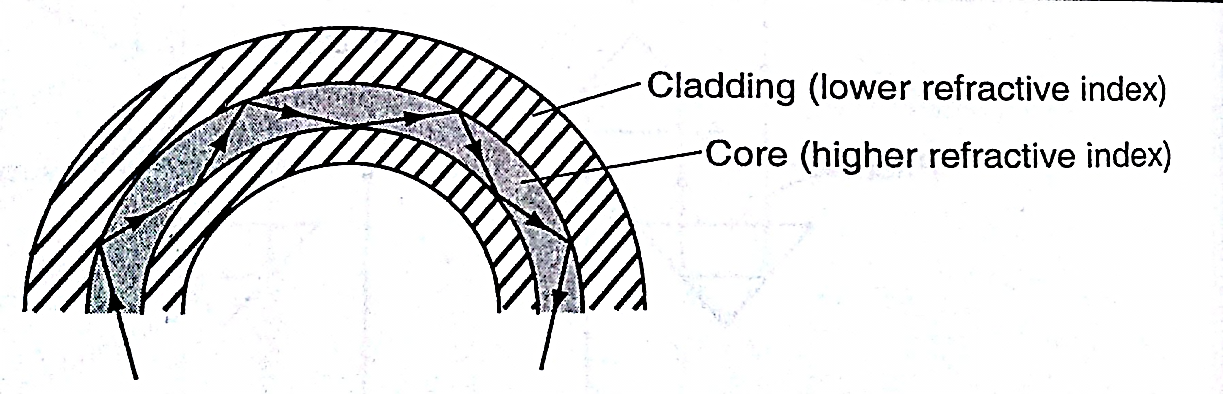 Cladding (lower refractive index)
Core (higher refractive index)